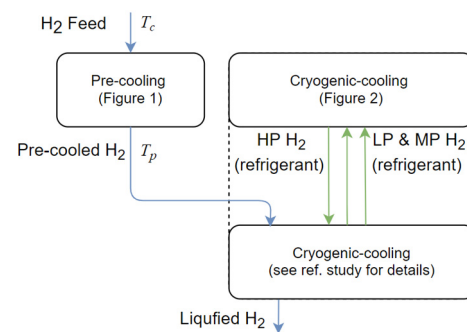 H2 Feed
Tc
Pre-cooling
(Figure 1)
Cryogenic-cooling
(Figure 2)
Pre-cooled H2
Tp
HP H2
(refrigerant)
LP & MP H2
(refrigerant)
Cryogenic-cooling
(see ref. study for details)
Liqufied H2